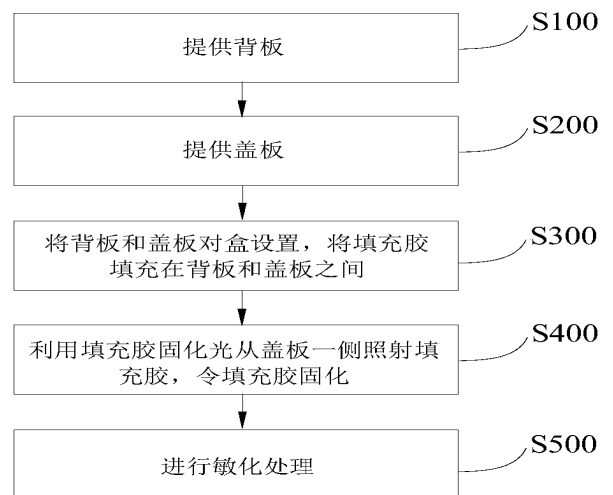 S100
提供背板
S200
提供盖板
S300
将背板和盖板对盒设置，将填充胶
填充在背板和盖板之间
S400
利用填充胶固化光从盖板一侧照射填
充胶，令填充胶固化
S500
进行敏化处理